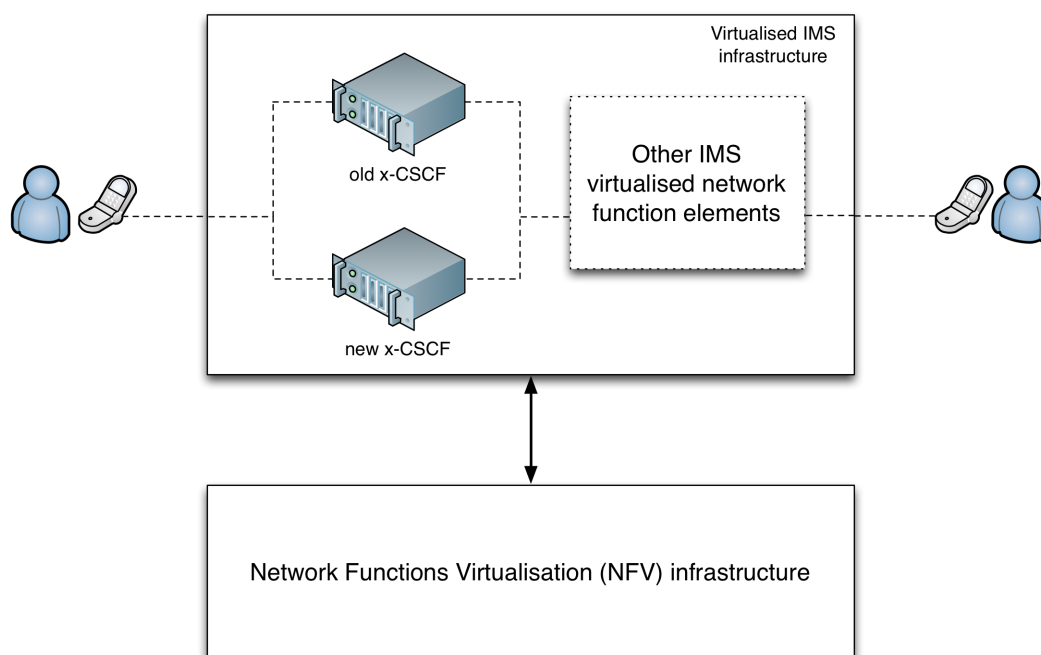 Virtualised IMS
infrastructure
old x-CSCF
Other IMS
virtualised network
function elements
new x-CSCF
Network Functions Virtualisation (NFV) infrastructure